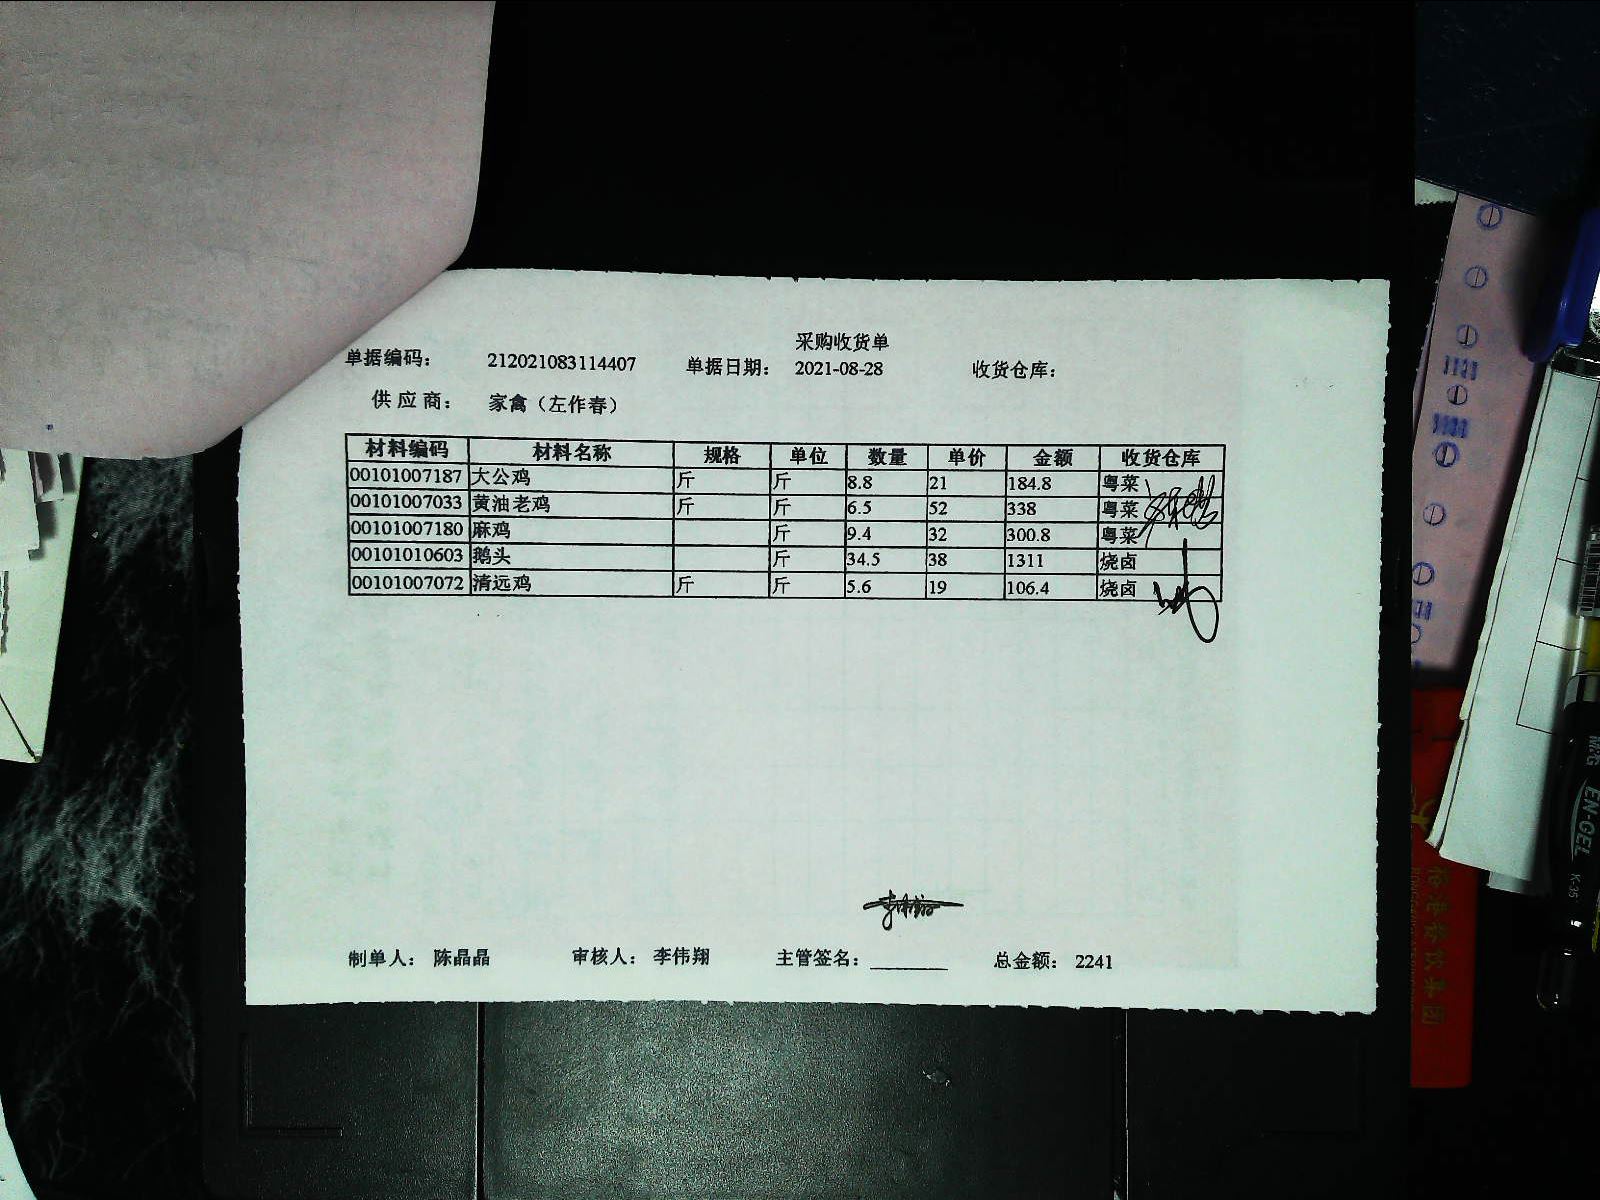 采购收货单
单据编码： 212021083114407 单据日期： 2021-08-28 收货仓库：
供应商： 家禽（左作春）
材料编码 材料名称 规格 单位 数量 单价 金额 收货仓库
00101007187 大公鸡 斤 斤 8.8 21 184.8 粤菜
00101007033 黄油老鸡 斤 斤 6.5 52 338 粤菜
00101007180 麻鸡 斤 9.4 32 300.8 粤菜
00101010603 鹅头 斤 34.5 38 1311 烧卤
00101007072 清远鸡 斤 斤 5.6 19 106.4 烧卤
制单人： 陈晶晶 审核人： 李伟翔 主管签名： 总金额： 2241
EN-GEL
K-35